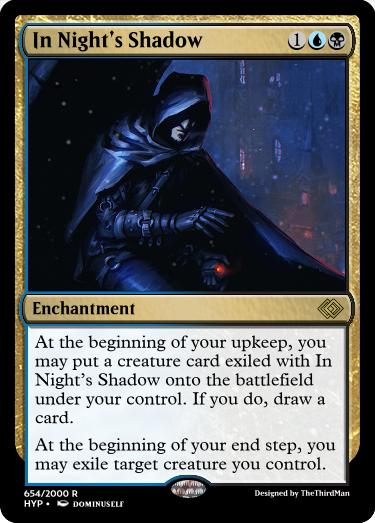 In Night's Shadow 1
Enchantment
At the beginning of your upkeep, you
may put a creature card exiled with In
Night's Shadow onto the battlefield
under your control. If you do, draw a
card.
At the beginning of your end step, you
may exile target creature you control.
654/2000 R
HYP • DOMINUSELF
Designed by TheThirdMan